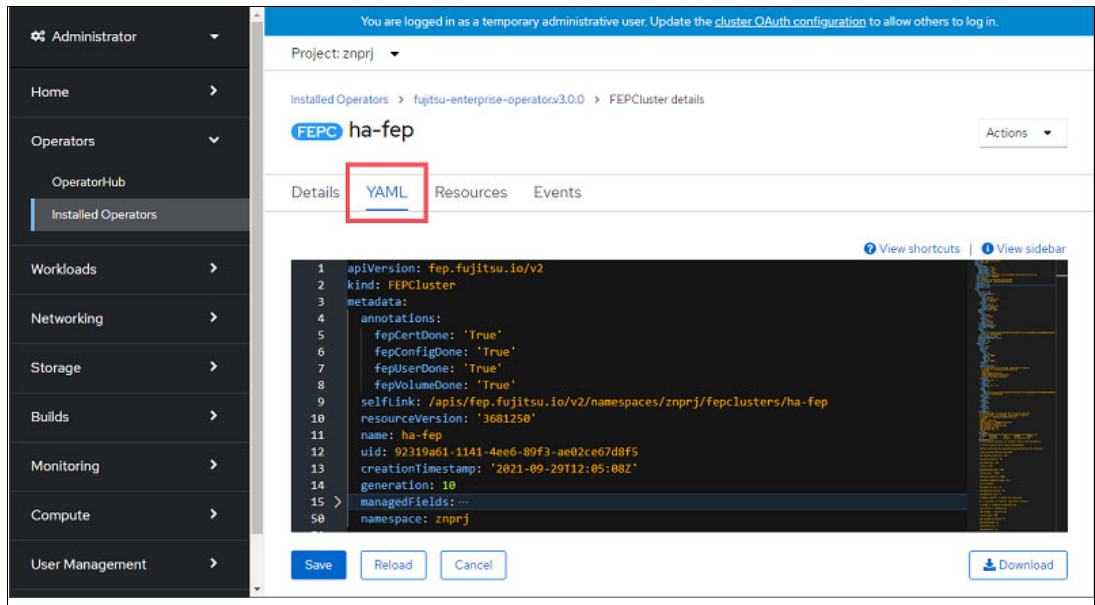 You are logged in as a temporary administrative user. Update the cluster OAuth configuration to allow others to log in.
Administrator
Home
Operators
OperatorHub
Installed Operators
Workloads
Networking
Storage
Builds
Monitoring
Compute
User Management
Project: znprj
Installed Operators > fujitsu-enterprise-operator.v3.0.0 > FEPCluster details
FEPC ha-fep
Actions
Details YAML Resources Events
View shortcuts | View sidebar
1 apiVersion: fep.fujitsu.io/v2
2 kind: FEPCluster
3 metadata:
4 annotations:
5 fepCertDone: 'True'
6 fepConfigDone: 'True'
7 fepUserDone: 'True'
8 fepVolumeDone: 'True'
9 selfLink: /apis/fep.fujitsu.io/v2/namespaces/znprj/fepclusters/ha-fep
10 resourceVersion: '3681250'
11 name: ha-fep
12 uid: 92319a61-1141-4ee6-89f3-ae02ce67d8f5
13 creationTimestamp: '2021-09-29T12:05:08Z'
14 generation: 10
15 > managedFields: ···
50 namespace: znprj
Save Reload Cancel Download